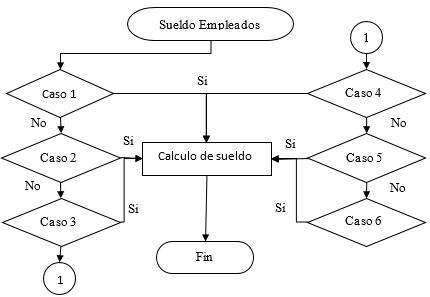 Sueldo Empleados
1
Caso 1
Si
Caso 4
No
No
Caso 2
Si
Calculo de sueldo
Si
Caso 5
No
No
Caso 3
Si
Si
Caso 6
1
Fin